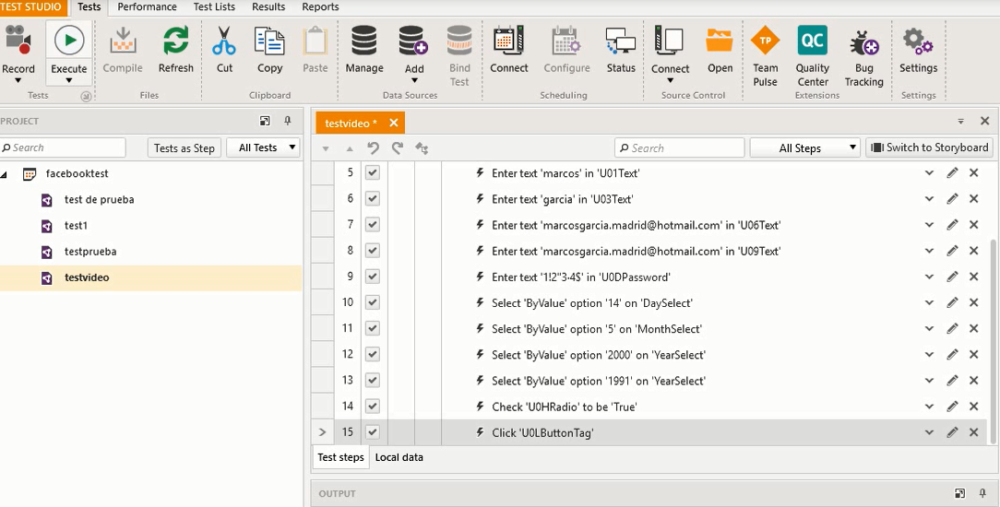 TEST STUDIO Tests Performance Test Lists Results Reports
Record Execute Compile Refresh Cut Copy Paste Manage Add Bind Test Connect Configure Status Connect Open Team Pulse Quality Center Bug Tracking Settings
TP QC
Tests Files Clipboard Data Sources Scheduling Source Control Extensions Settings
PROJECT
Search Tests as Step All Tests
facebooktest
test de prueba
test1
testprueba
testvideo
testvideo *
Search All Steps Switch to Storyboard
5 Enter text 'marcos' in 'U01Text'
6 Enter text 'garcia' in 'U03Text'
7 Enter text 'marcosgarcia.madrid@hotmail.com' in 'U06Text'
8 Enter text 'marcosgarcia.madrid@hotmail.com' in 'U09Text'
9 Enter text '1!2"3·4$' in 'U0DPassword'
10 Select 'ByValue' option '14' on 'DaySelect'
11 Select 'ByValue' option '5' on 'MonthSelect'
12 Select 'ByValue' option '2000' on 'YearSelect'
13 Select 'ByValue' option '1991' on 'YearSelect'
14 Check 'U0HRadio' to be 'True'
15 Click 'U0LButtonTag'
Test steps Local data
OUTPUT